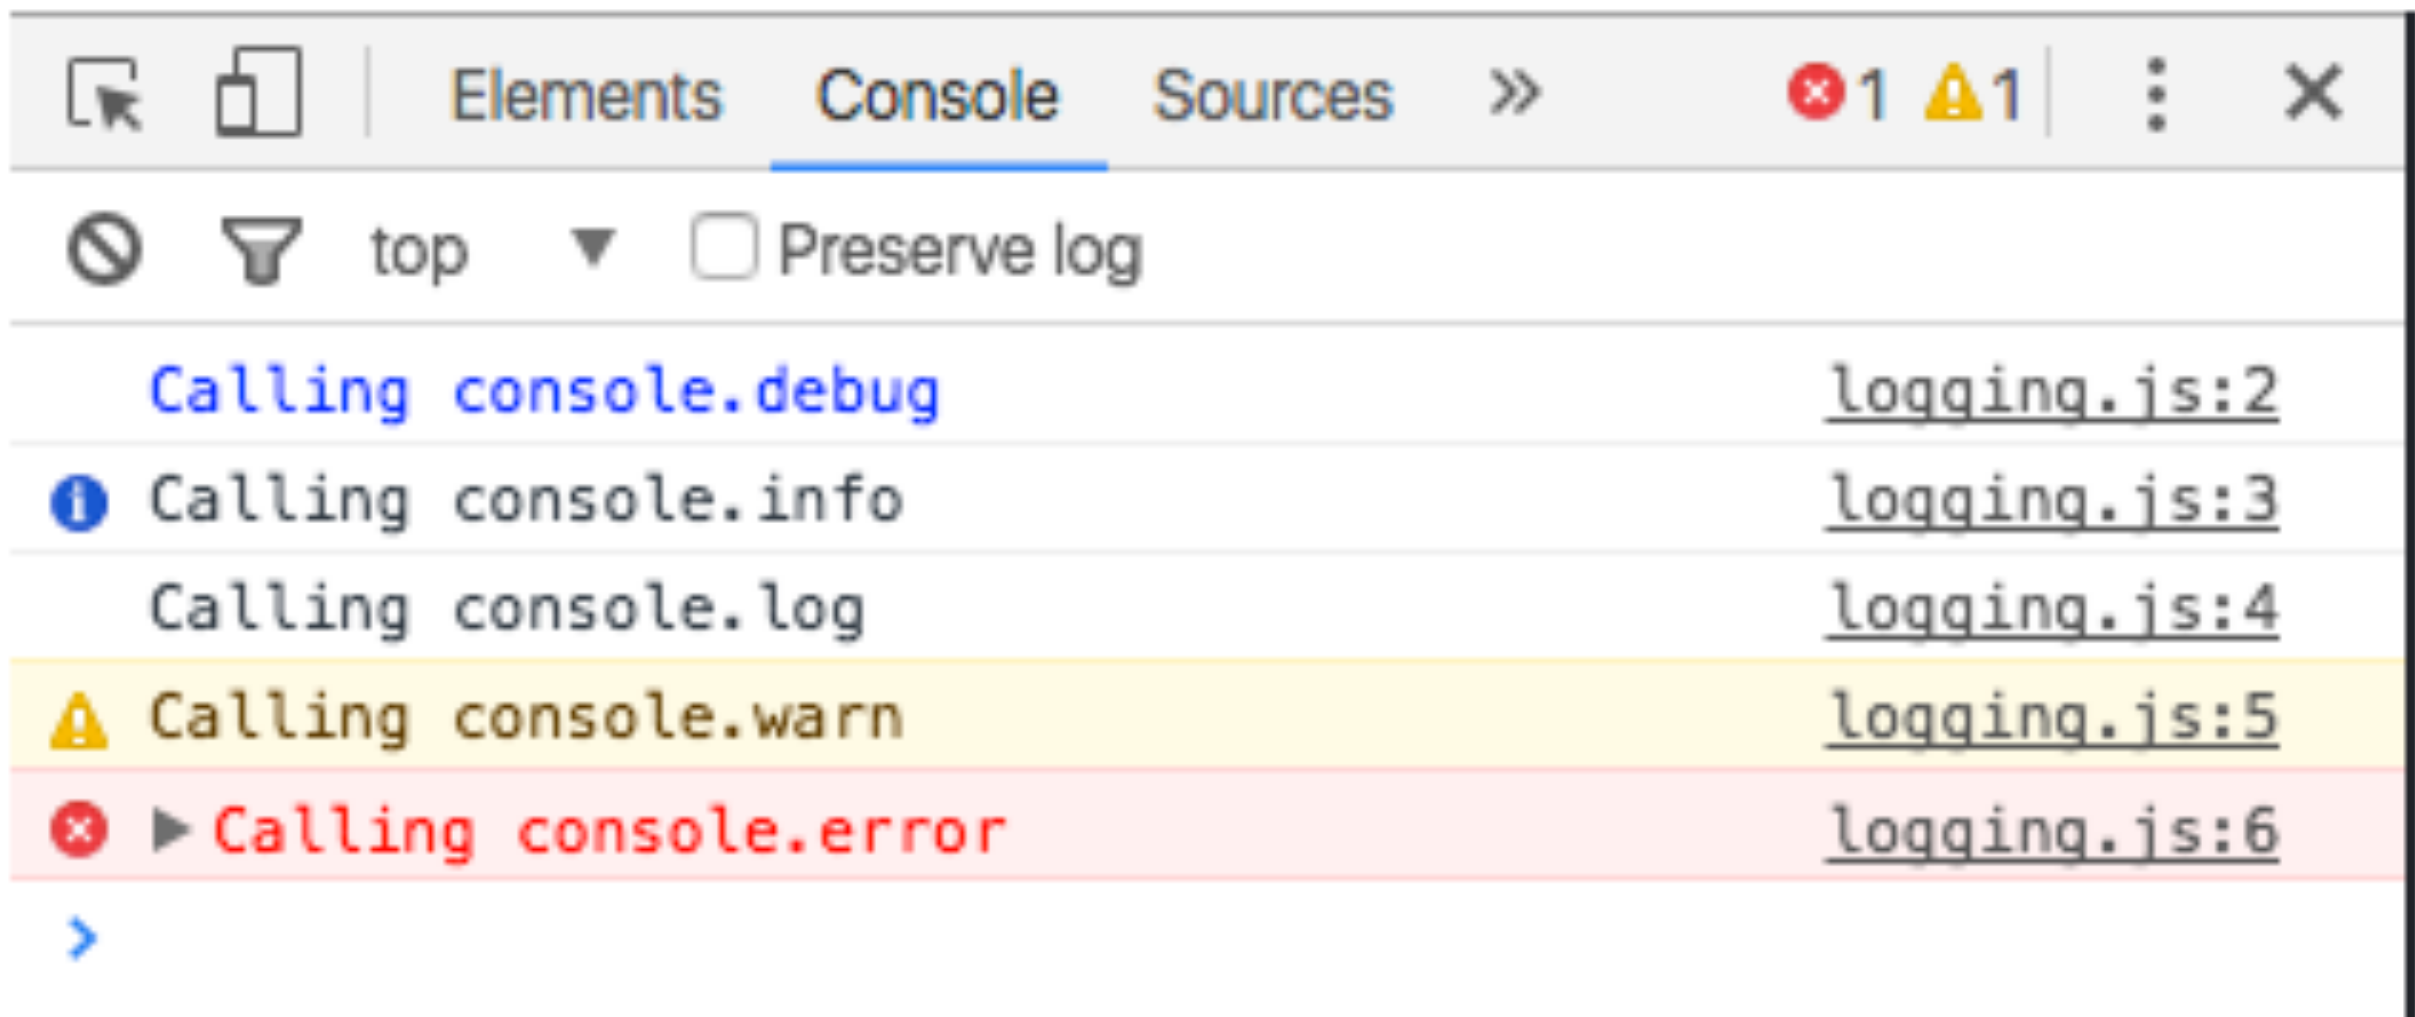 Elements Console Sources » 1 1
top Preserve log
Calling console.debug logging.js:2
Calling console.info logging.js:3
Calling console.log logging.js:4
Calling console.warn logging.js:5
Calling console.error logging.js:6